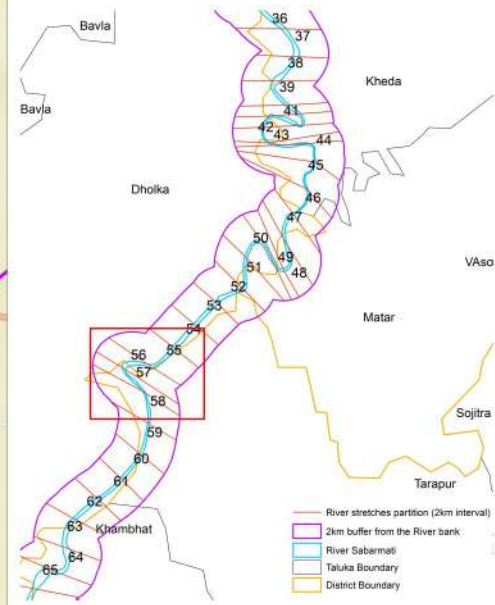 Bavla
36
37
38
Kheda
39
Bavla
41
42
43
44
45
Dholka
46
47
50
49
VAso
51
48
52
53
Matar
54
55
56
57
58
Sojitra
59
60
Tarapur
61
62
River stretches partition (2km interval)
63
Khambhat
2km buffer from the River bank
River Sabarmati
64
Taluka Boundary
65
District Boundary